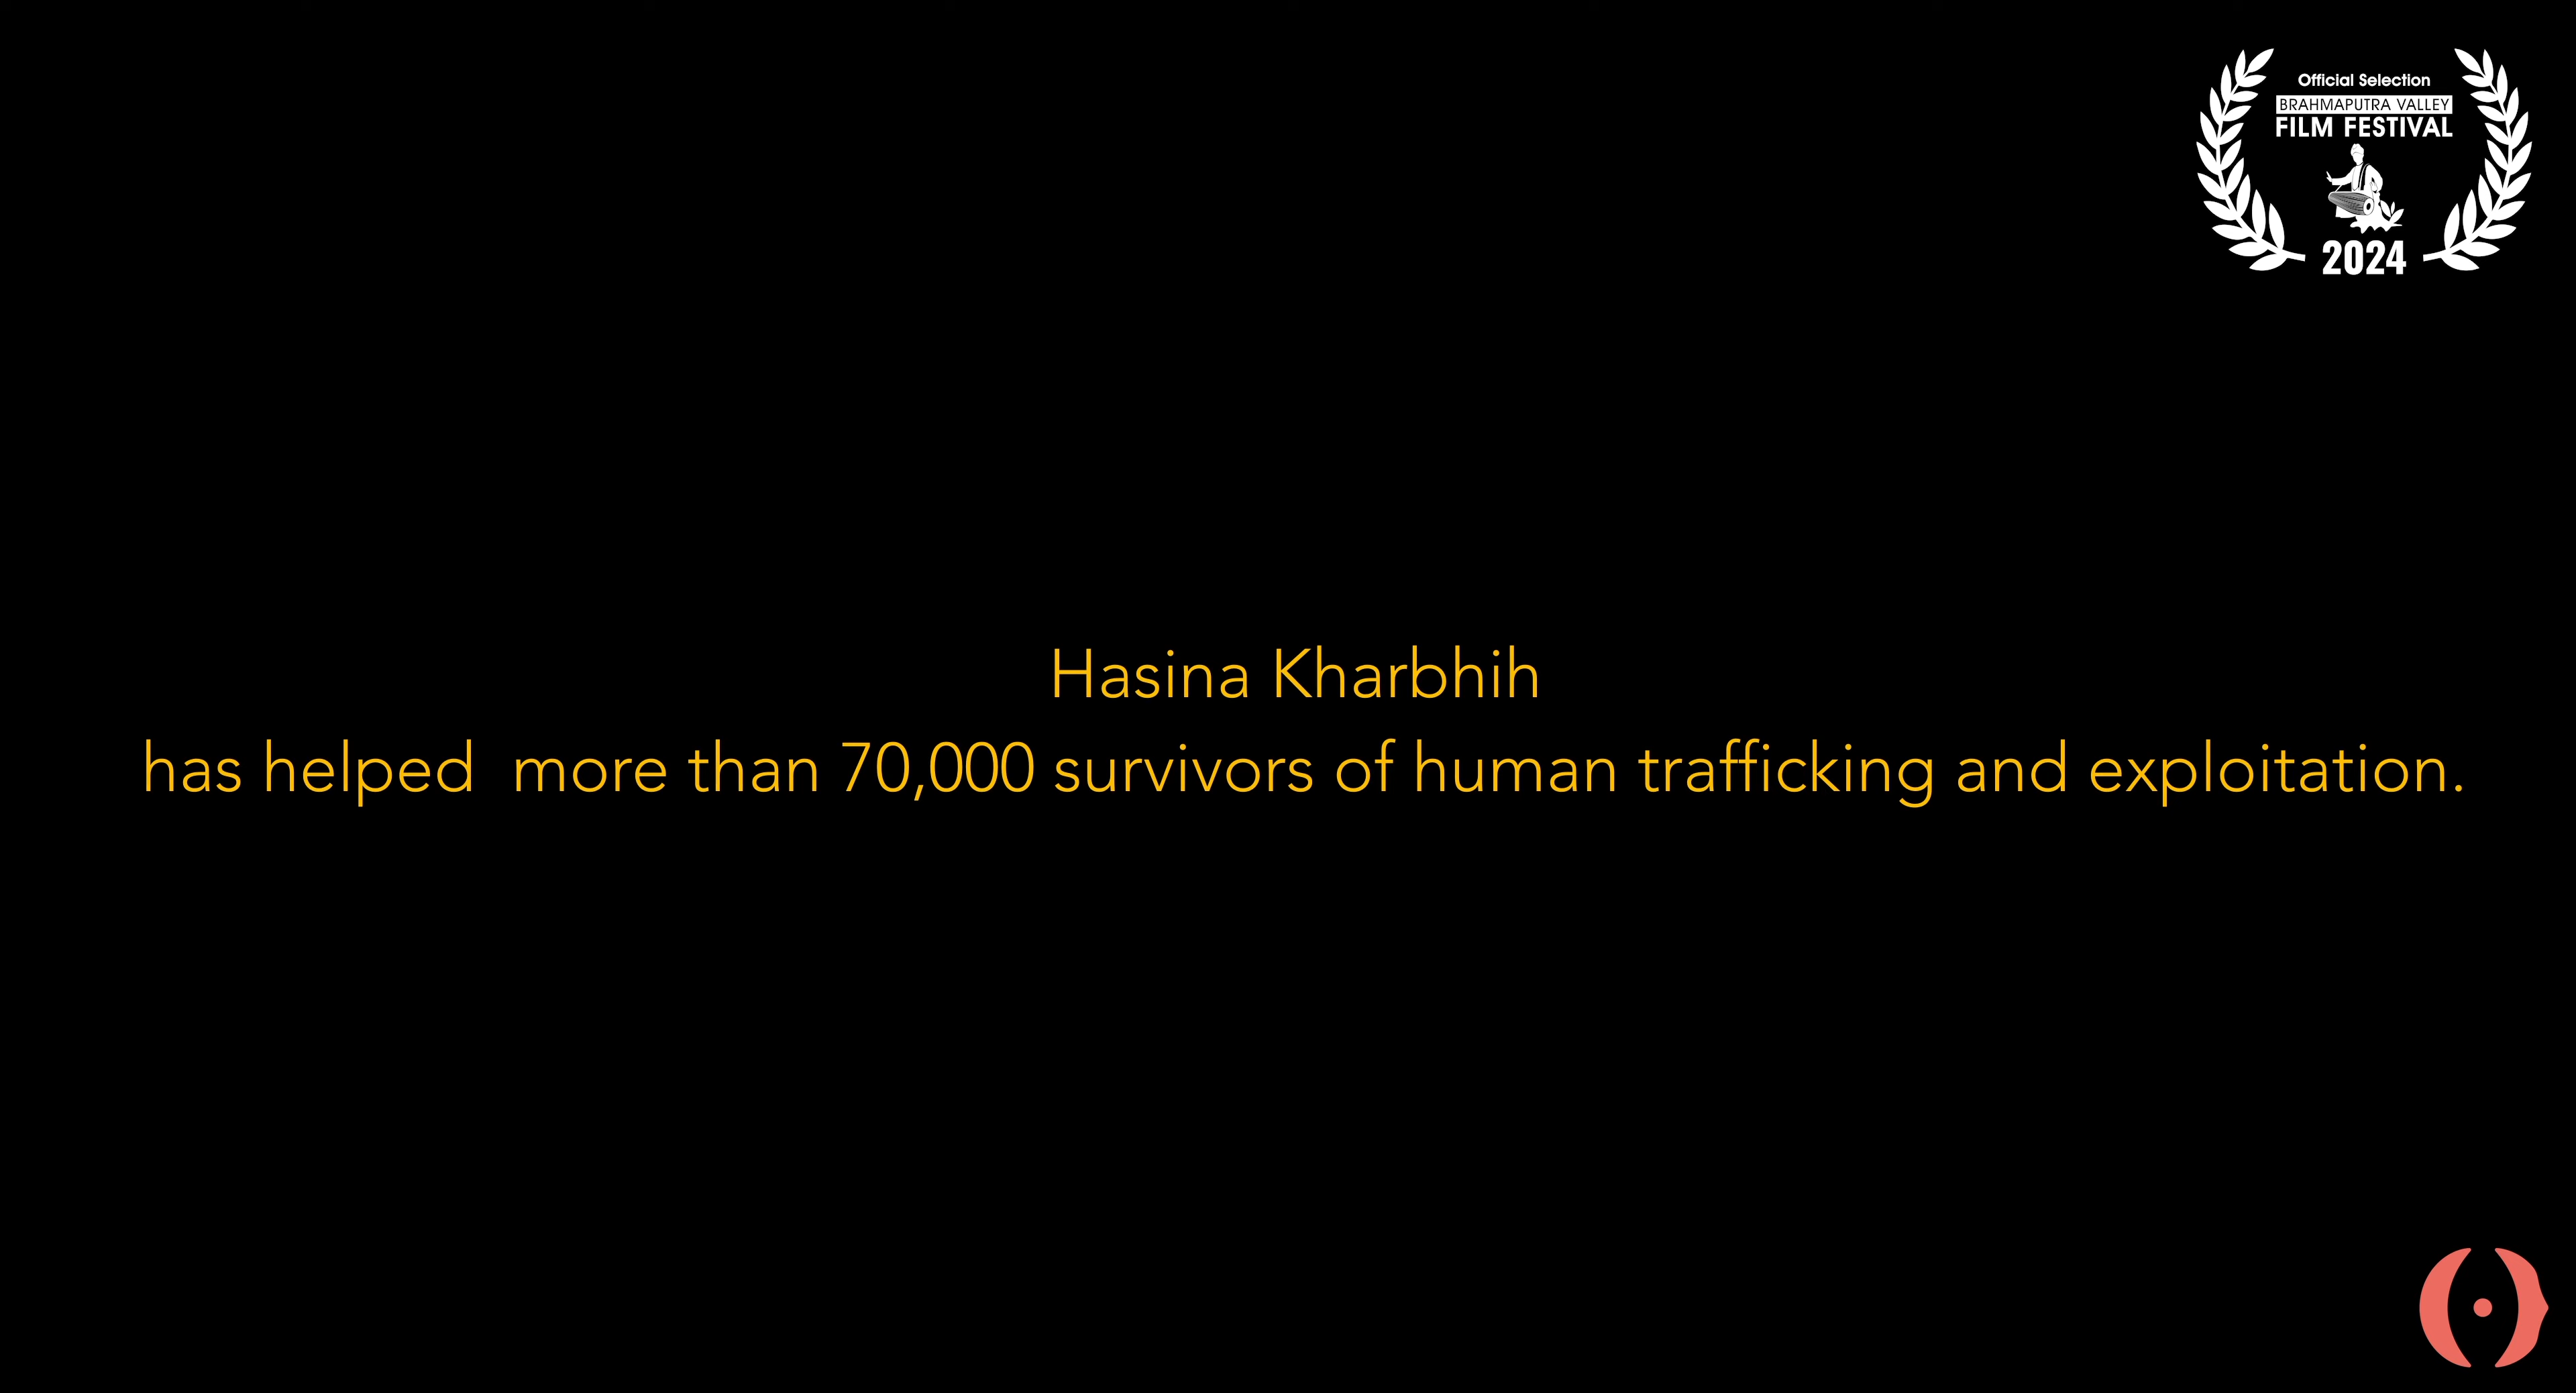 Official Selection
BRAHMAPUTRA VALLEY
FILM FESTIVAL
2024
Hasina Kharbhih
has helped  more than 70,000 survivors of human trafficking and exploitation.